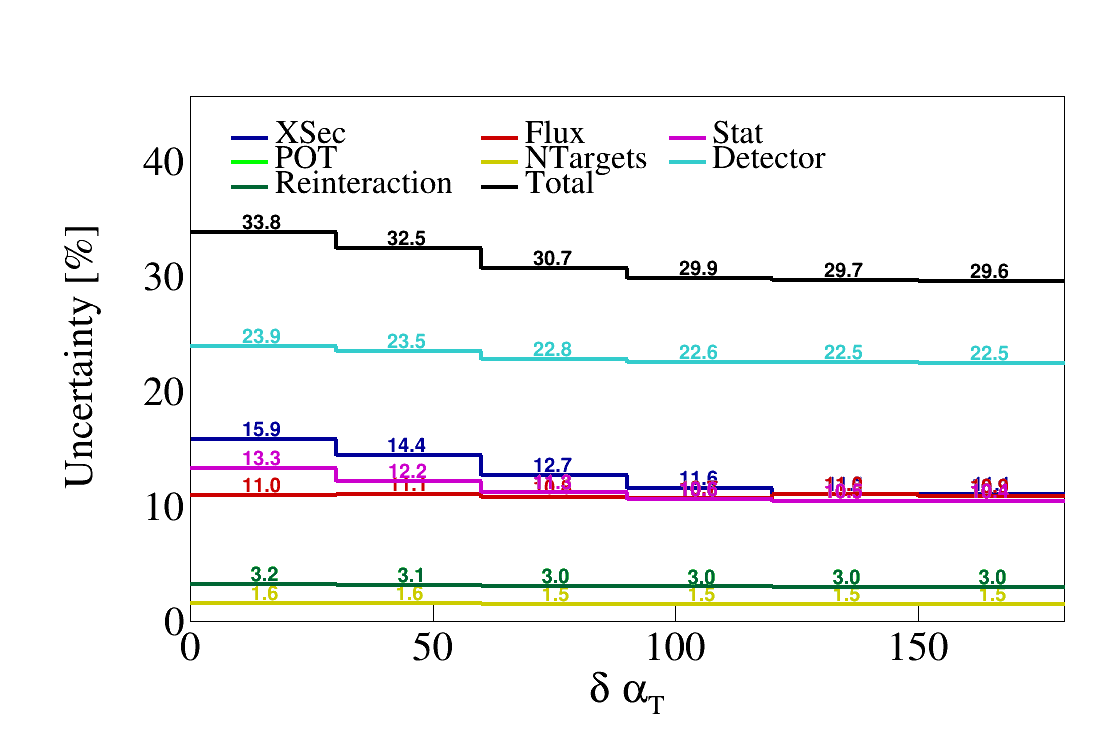 XSec Flux Stat
POT NTargets Detector
Reinteraction Total
Uncertainty [%]
40
30
20
10
0
33.8 32.5 30.7 29.9 29.7 29.6
23.9 23.5 22.8 22.6 22.5 22.5
15.9 14.4 12.7 11.6
13.3 12.2
11.0 11.1
3.2 3.1 3.0 3.0 3.0 3.0
1.6 1.6 1.5 1.5 1.5 1.5
0 50 100 150
δ αT